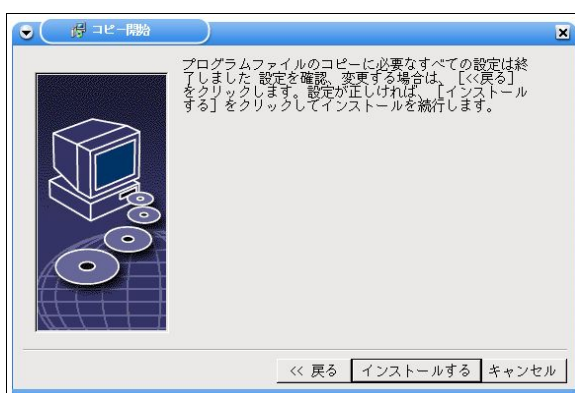 コピー開始
プログラムファイルのコピーに必要なすべての設定は終
了しました 設定を確認、変更する場合は、［<<戻る］
をクリックします。設定が正しければ、［インストール
する］をクリックしてインストールを続行します。
<< 戻る インストールする キャンセル